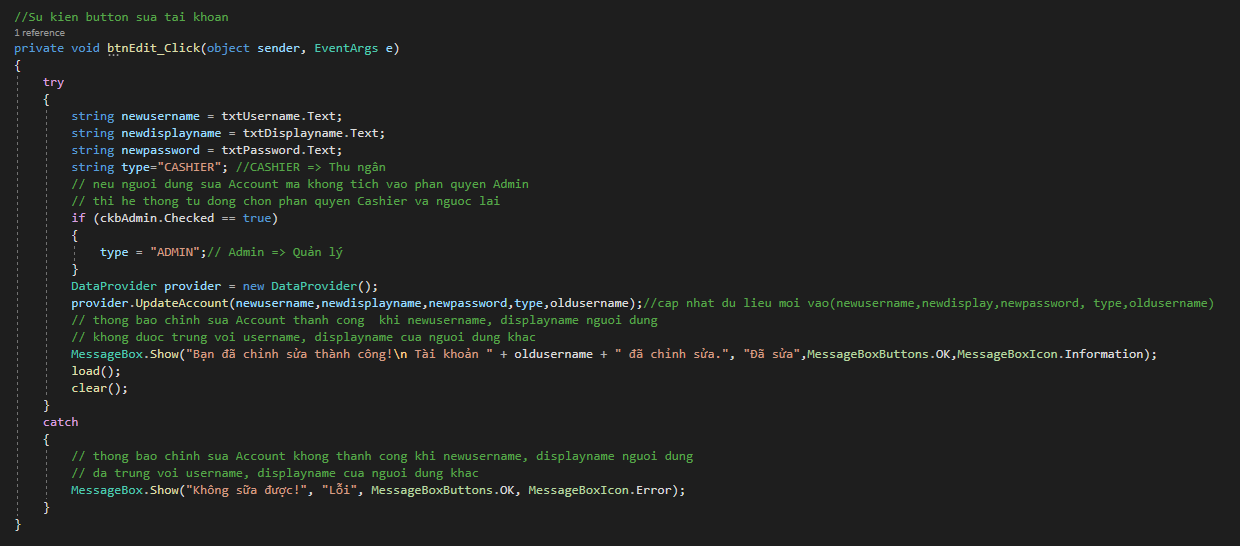 //Su kien button sua tai khoan
1 reference
private void btnEdit_Click(object sender, EventArgs e)
{
try
{
string newusername = txtUsername.Text;
string newdisplayname = txtDisplayname.Text;
string newpassword = txtPassword.Text;
string type="CASHIER"; //CASHIER => Thu ngân
// neu nguoi dung sua Account ma khong tich vao phan quyen Admin
// thi he thong tu dong chon phan quyen Cashier va nguoc lai
if (ckbAdmin.Checked == true)
{
type = "ADMIN";// Admin => Quản lý
}
DataProvider provider = new DataProvider();
provider.UpdateAccount(newusername,newdisplayname,newpassword,type,oldusername);//cap nhat du lieu moi vao(newusername,newdisplay,newpassword, type,oldusername)
// thong bao chinh sua Account thanh cong  khi newusername, displayname nguoi dung
// khong duoc trung voi username, displayname cua nguoi dung khac
MessageBox.Show("Bạn đã chỉnh sửa thành công!\n Tài khoản " + oldusername + " đã chỉnh sửa.", "Đã sửa",MessageBoxButtons.OK,MessageBoxIcon.Information);
load();
clear();
}
catch
{
// thong bao chinh sua Account khong thanh cong khi newusername, displayname nguoi dung
// da trung voi username, displayname cua nguoi dung khac
MessageBox.Show("Không sữa được!", "Lỗi", MessageBoxButtons.OK, MessageBoxIcon.Error);
}
}